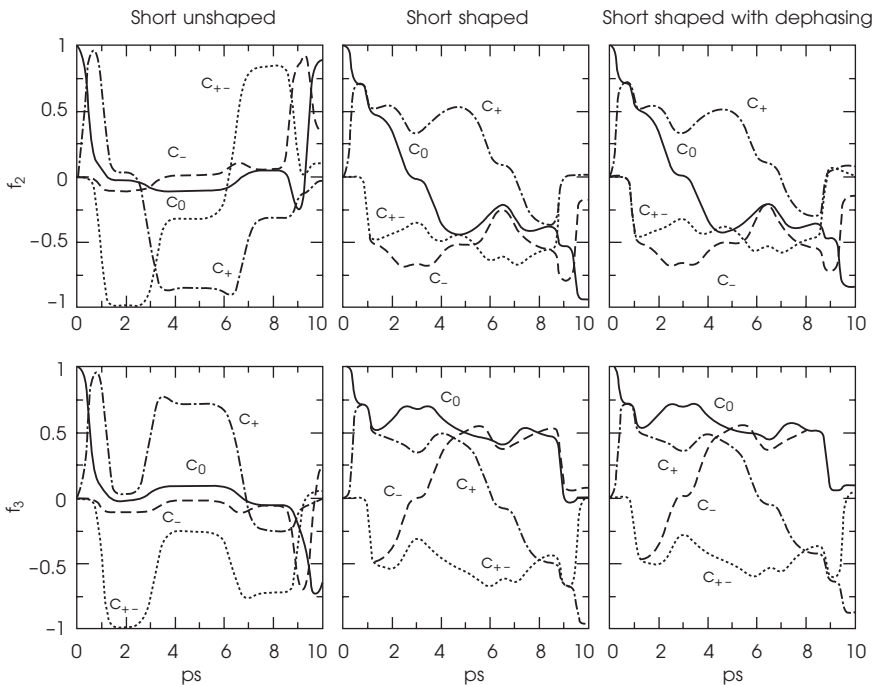 Short unshaped
Short shaped
Short shaped with dephasing
f2
1
0.5
0
−0.5
−1
C+−
C−
C0
C+
0 2 4 6 8 10
C+
C0
C+−
C−
0 2 4 6 8 10
C+
C0
C+−
C−
0 2 4 6 8 10
f3
1
0.5
0
−0.5
−1
C+
C0
C−
C+−
0 2 4 6 8 10
ps
C0
C−
C+
C+−
0 2 4 6 8 10
ps
C0
C+
C−
C+−
0 2 4 6 8 10
ps